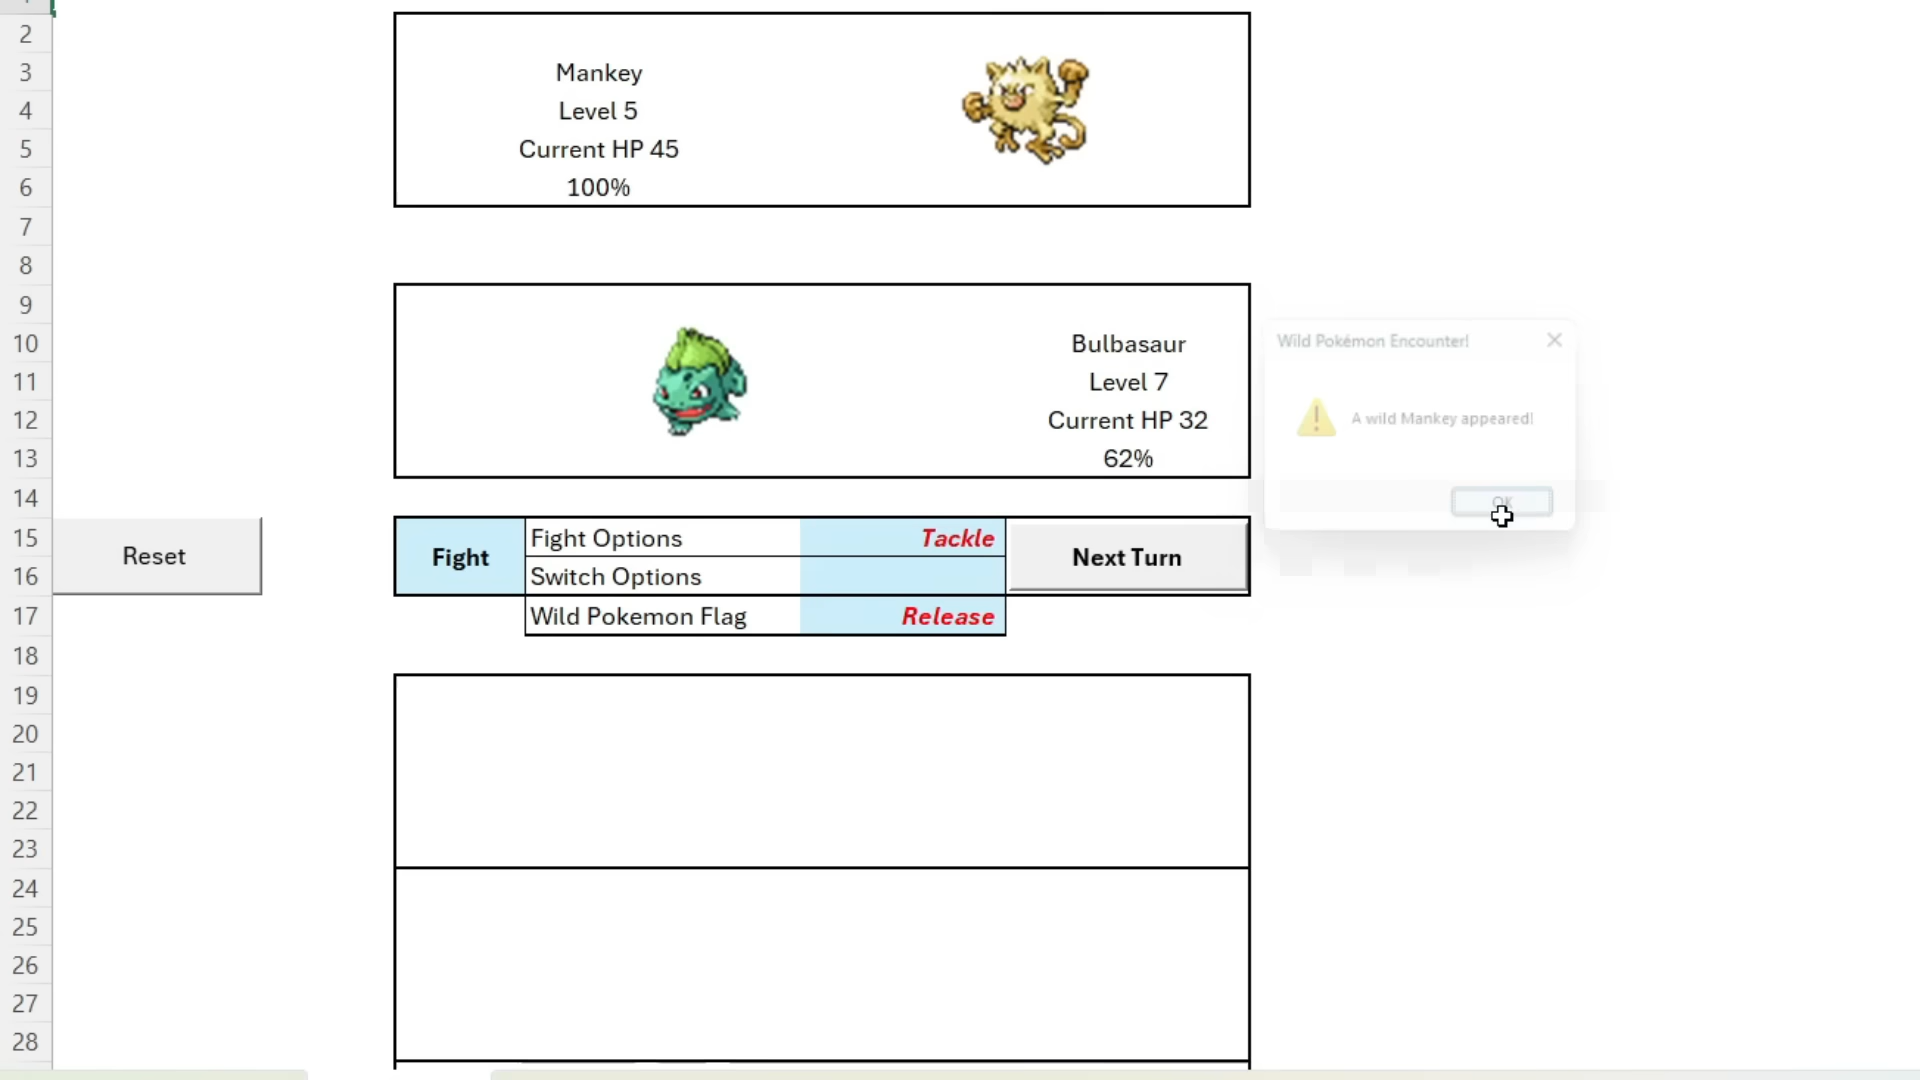 2
3
4
5
6
7
8
9
10
11
12
13
14
15
16
17
18
19
20
21
22
23
24
25
26
27
28
Mankey
Level 5
Current HP 45
100%
Bulbasaur
Level 7
Current HP 32
62%
Wild Pokémon Encounter!
A wild Mankey appeared!
OK
Reset
Fight
Fight Options
Tackle
Switch Options
Wild Pokemon Flag
Release
Next Turn